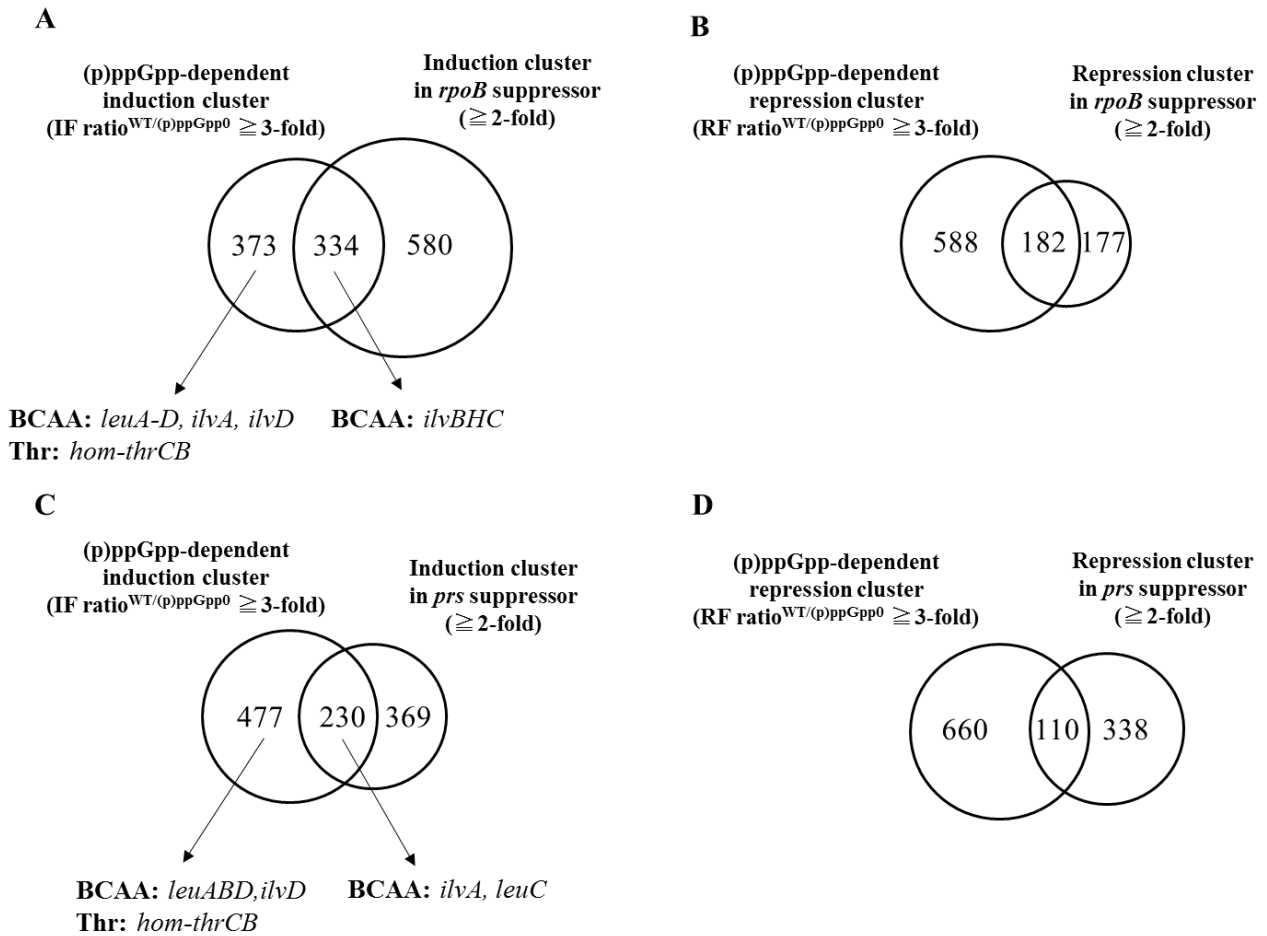 A
(p)ppGpp-dependent
induction cluster
(IF ratioWT/(p)ppGpp0 ≧3-fold)
Induction cluster
in rpoB suppressor
(≧2-fold)
373
334
580
BCAA: leuA-D, ilvA, ilvD
Thr: hom-thrCB
BCAA: ilvBHC
B
(p)ppGpp-dependent
repression cluster
(RF ratioWT/(p)ppGpp0 ≧3-fold)
Repression cluster
in rpoB suppressor
(≧2-fold)
588
182
177
C
(p)ppGpp-dependent
induction cluster
(IF ratioWT/(p)ppGpp0 ≧3-fold)
Induction cluster
in prs suppressor
(≧2-fold)
477
230
369
BCAA: leuABD,ilvD
Thr: hom-thrCB
BCAA: ilvA, leuC
D
(p)ppGpp-dependent
repression cluster
(RF ratioWT/(p)ppGpp0 ≧3-fold)
Repression cluster
in prs suppressor
(≧2-fold)
660
110
338